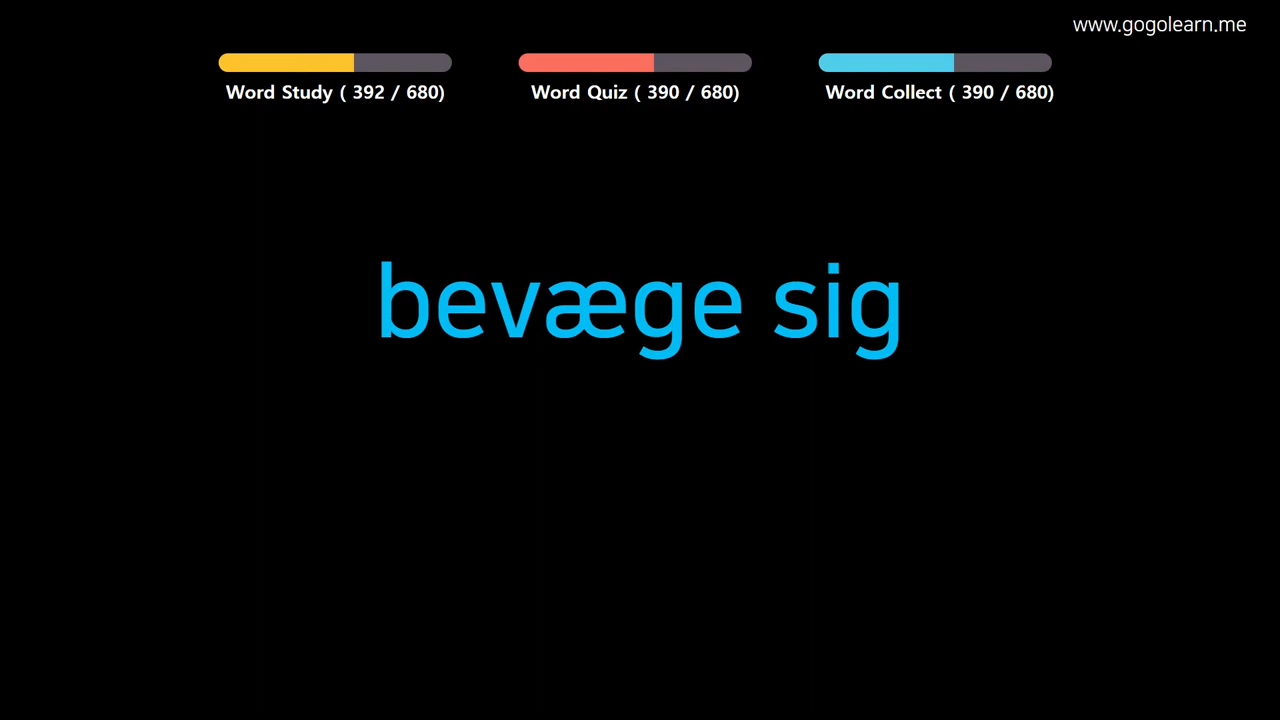 www.gogolearn.me
Word Study ( 392 / 680)
Word Quiz ( 390 / 680)
Word Collect ( 390 / 680)
bevæge sig